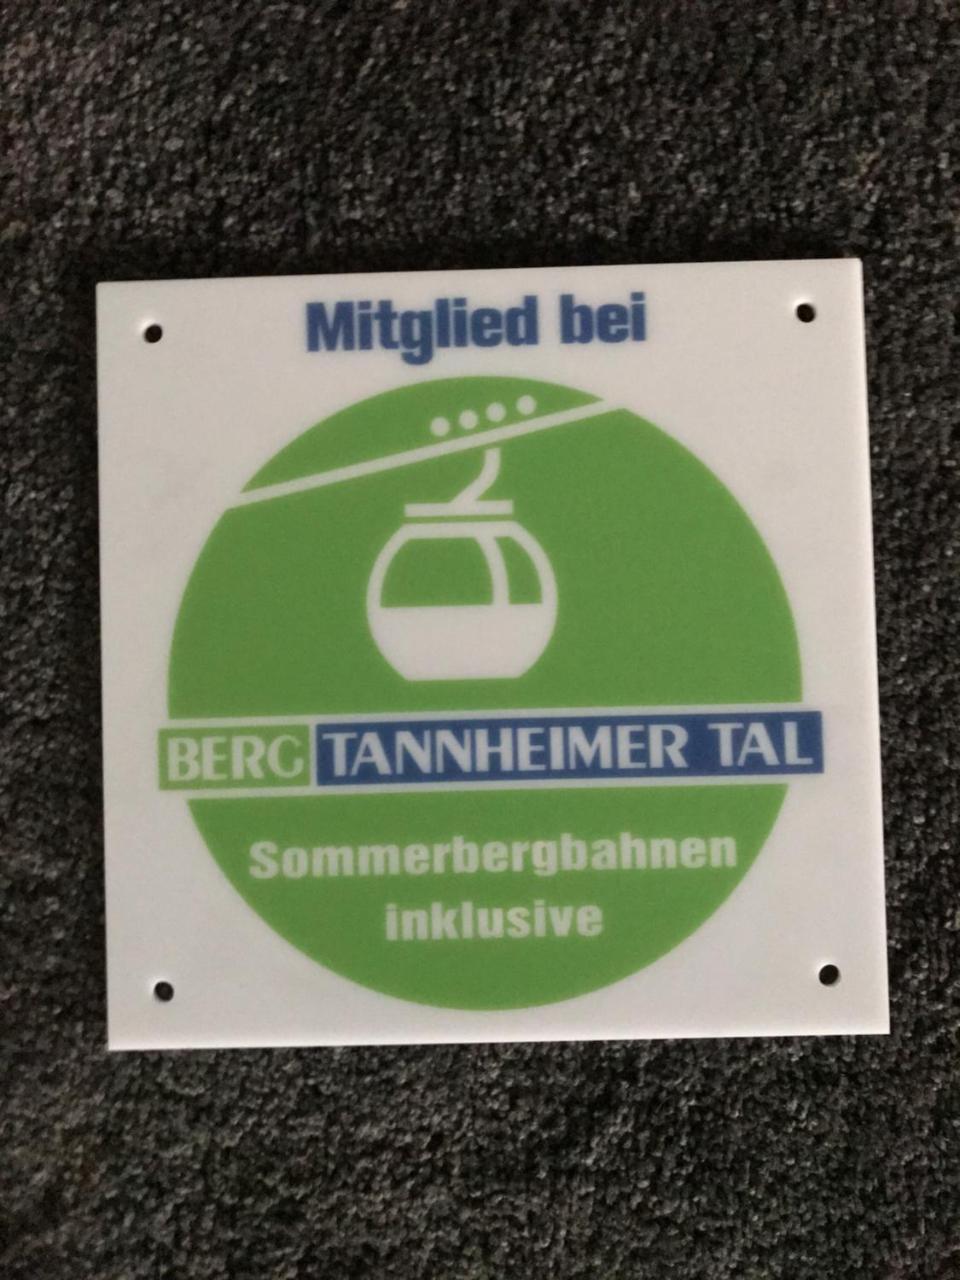 Mitglied bei
BERG TANNHEIMER TAL
Sommerbergbahnen
inklusive